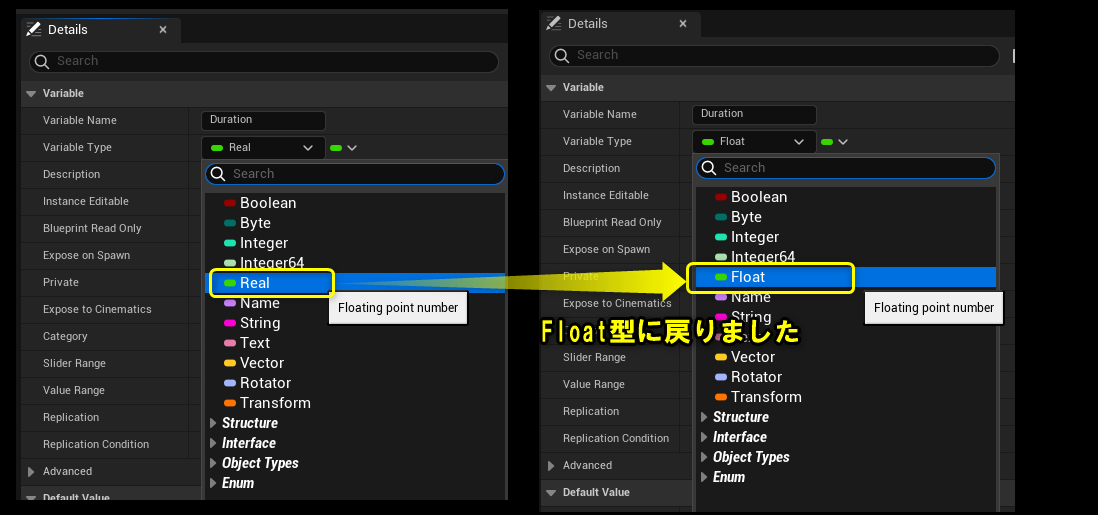 Details
Search
Variable
Variable Name
Duration
Variable Type
Real
Description
Search
Instance Editable
Blueprint Read Only
Expose on Spawn
Private
Expose to Cinematics
Category
Slider Range
Value Range
Replication
Replication Condition
Advanced
Default Value
Boolean
Byte
Integer
Integer64
Real
Floating point number
Name
String
Text
Vector
Rotator
Transform
Structure
Interface
Object Types
Enum
Details
Search
Variable
Variable Name
Duration
Variable Type
Float
Description
Search
Instance Editable
Blueprint Read Only
Expose on Spawn
Private
Expose to Cinematics
Float型に戻りました
Slider Range
Value Range
Replication
Replication Condition
Advanced
Default Value
Boolean
Byte
Integer
Integer64
Float
Floating point number
Name
String
Vector
Rotator
Transform
Structure
Interface
Object Types
Enum